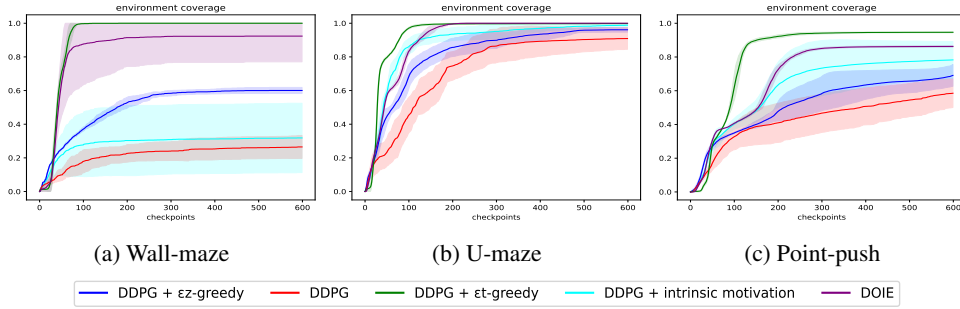 environment coverage environment coverage environment coverage
1.0 1.0 1.0
0.8 0.8 0.8
0.6 0.6 0.6
0.4 0.4 0.4
0.2 0.2 0.2
0.0 0.0 0.0
0 100 200 300 400 500 600 0 100 200 300 400 500 600 0 100 200 300 400 500 600
checkpoints checkpoints checkpoints
(a) Wall-maze (b) U-maze (c) Point-push
DDPG + εz-greedy DDPG DDPG + εt-greedy DDPG + intrinsic motivation DOIE